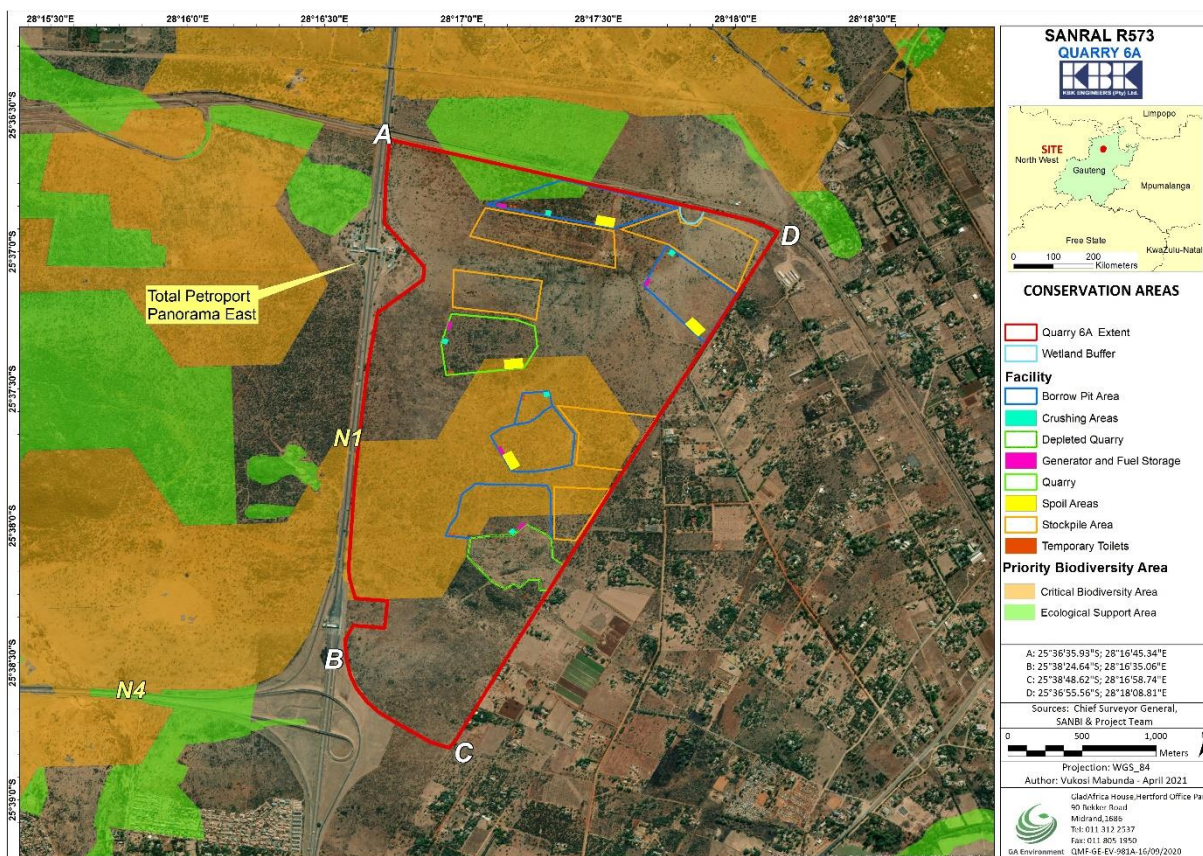 28°15'30"E
28°16'0"E
28°16'30"E
28°17'0"E
28°17'30"E
28°18'0"E
28°18'30"E
25°36'30"S
25°37'0"S
25°37'30"S
25°38'0"S
25°38'30"S
25°39'0"S
A
D
Total Petroport
Panorama East
N1
B
N4
C
SANRAL R573
QUARRY 6A
KBK
KBK ENGINEERS (Pty) Ltd.
Limpopo
SITE
North West
Gauteng
Mpumalanga
Free State
KwaZulu-Natal
0 100 200
Kilometers
CONSERVATION AREAS
Quarry 6A Extent
Wetland Buffer
Facility
Borrow Pit Area
Crushing Areas
Depleted Quarry
Generator and Fuel Storage
Quarry
Spoil Areas
Stockpile Area
Temporary Toilets
Priority Biodiversity Area
Critical Biodiversity Area
Ecological Support Area
A: 25°36'35.93"S; 28°16'45.34"E
B: 25°38'24.64"S; 28°16'35.06"E
C: 25°38'48.62"S; 28°16'58.74"E
D: 25°36'55.56"S; 28°18'08.81"E
Sources: Chief Surveyor General,
SANBI & Project Team
0 500 1,000
Meters
Projection: WGS_84
Author: Vukosi Mabunda - April 2021
GladAfrica House,Hertford Office Par
90 Bekker Road
Midrand,1686
Tel: 011 312 2537
Fax: 011 805 1950
GA Environment QMF-GE-EV-981A-16/09/2020